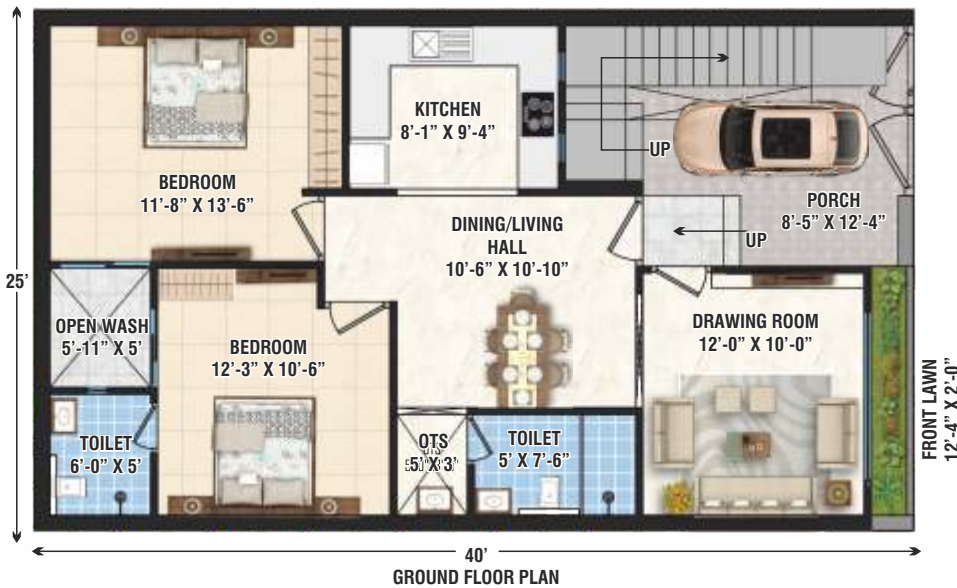 KITCHEN
8’-1” X 9’-4”
UP
BEDROOM
11’-8” X 13’-6”
PORCH
8’-5” X 12’-4”
DINING/LIVING
HALL
10’-6” X 10’-10”
UP
25’
OPEN WASH
5’-11” X 5’
BEDROOM
12’-3” X 10’-6”
DRAWING ROOM
12’-0” X 10’-0”
FRONT LAWN
12’-4” X 2’-0”
TOILET
6’-0” X 5’
OTS
5’ X 3’
TOILET
5’ X 7’-6”
40’
GROUND FLOOR PLAN